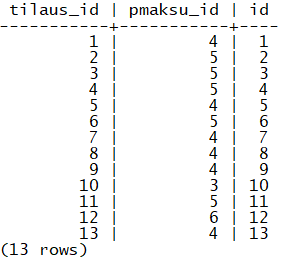 tilaus_id | pmaksu_id | id
-----------+-----------+----
1 | 4 | 1
2 | 5 | 2
3 | 5 | 3
4 | 5 | 4
5 | 4 | 5
6 | 5 | 6
7 | 4 | 7
8 | 4 | 8
9 | 4 | 9
10 | 3 | 10
11 | 5 | 11
12 | 6 | 12
13 | 4 | 13
(13 rows)